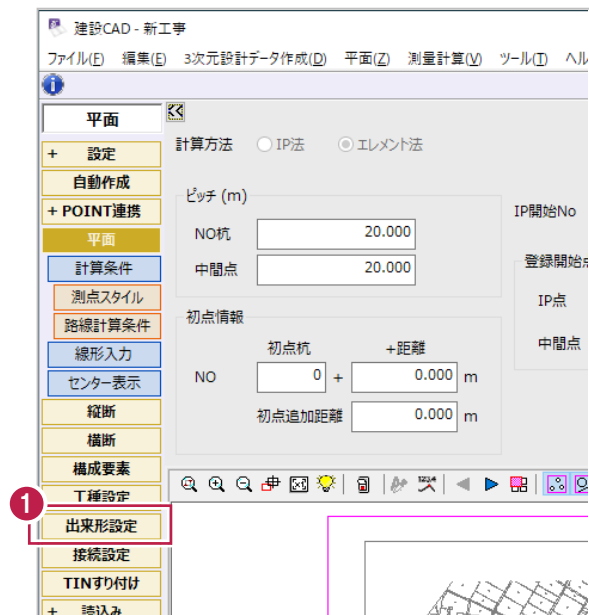 建設CAD - 新工事
ファイル(F) 編集(E) 3次元設計データ作成(D) 平面(Z) 測量計算(V) ツール(T) ヘル
平面
計算方法 IP法 エレメント法
+ 設定
自動作成
+ POINT連携
平面
計算条件
測点スタイル
路線計算条件
線形入力
センター表示
縦断
横断
構成要素
工種設定
1 出来形設定
接続設定
TINすり付け
+ 読込み
ピッチ (m)
NO杭 20.000
中間点 20.000
IP開始No
登録開始点
IP点
中間点
初点情報
初点杭 +距離
NO 0 + 0.000 m
初点追加距離 0.000 m